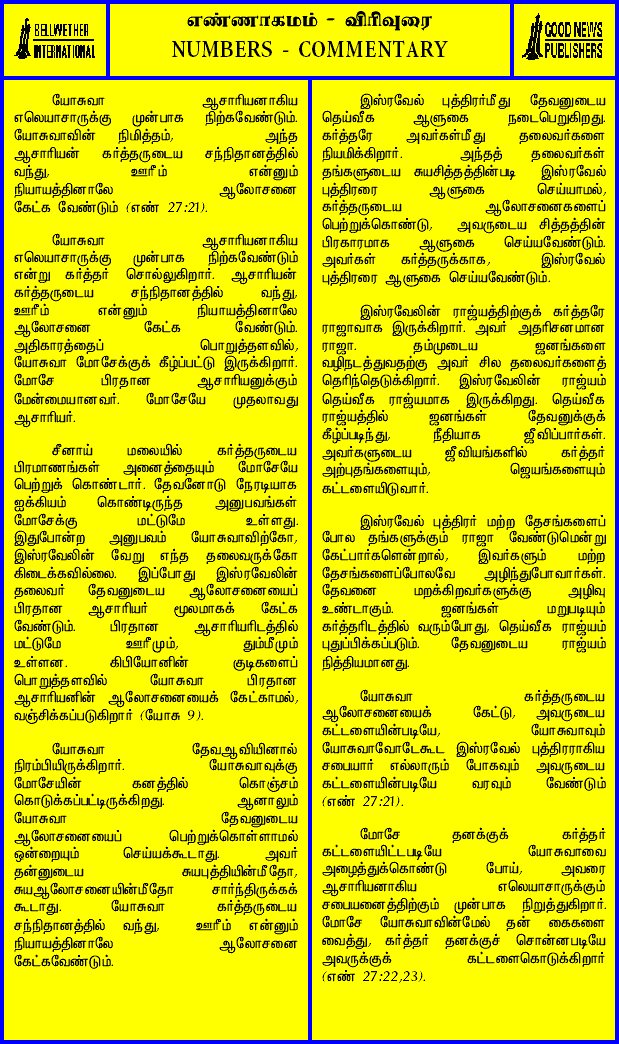 BELLWETHER
INTERNATIONAL
எண்ணாகமம் - விரிவுரை
NUMBERS - COMMENTARY
GOOD NEWS
PUBLISHERS
யோசுவா ஆசாரியனாகிய
எலெயாசாருக்கு முன்பாக நிற்கவேண்டும்.
யோசுவாவின் நிமித்தம், அந்த
ஆசாரியன் கர்த்தருடைய சந்நிதானத்தில்
வந்து, ஊரீம் என்னும்
நியாயத்தினாலே ஆலோசனை
கேட்க வேண்டும் (எண் 27:21).
யோசுவா ஆசாரியனாகிய
எலெயாசாருக்கு முன்பாக நிற்கவேண்டும்
என்று கர்த்தர் சொல்லுகிறார். ஆசாரியன்
கர்த்தருடைய சந்நிதானத்தில் வந்து,
ஊரீம் என்னும் நியாயத்தினாலே
ஆலோசனை கேட்க வேண்டும்.
அதிகாரத்தைப் பொறுத்தளவில்,
யோசுவா மோசேக்குக் கீழ்ப்பட்டு இருக்கிறார்.
மோசே பிரதான ஆசாரியனுக்கும்
மேன்மையானவர். மோசேயே முதலாவது
ஆசாரியர்.
சீனாய் மலையில் கர்த்தருடைய
பிரமாணங்கள் அனைத்தையும் மோசேயே
பெற்றுக் கொண்டார். தேவனோடு நேரடியாக
ஐக்கியம் கொண்டிருந்த அனுபவங்கள்
மோசேக்கு மட்டுமே உள்ளது.
இதுபோன்ற அனுபவம் யோசுவாவிற்கோ,
இஸ்ரவேலின் வேறு எந்த தலைவருக்கோ
கிடைக்கவில்லை. இப்போது இஸ்ரவேலின்
தலைவர் தேவனுடைய ஆலோசனையைப்
பிரதான ஆசாரியர் மூலமாகக் கேட்க
வேண்டும். பிரதான ஆசாரியரிடத்தில்
மட்டுமே ஊரீமும், தும்மீமும்
உள்ளன. கிபியோனின் குடிகளைப்
பொறுத்தளவில் யோசுவா பிரதான
ஆசாரியனின் ஆலோசனையைக் கேட்காமல்,
வஞ்சிக்கப்படுகிறார் (யோசு 9).
யோசுவா தேவஆவியினால்
நிரம்பியிருக்கிறார். யோசுவாவுக்கு
மோசேயின் கனத்தில் கொஞ்சம்
கொடுக்கப்பட்டிருக்கிறது. ஆனாலும்
யோசுவா தேவனுடைய
ஆலோசனையைப் பெற்றுக்கொள்ளாமல்
ஒன்றையும் செய்யக்கூடாது. அவர்
தன்னுடைய சுயபுத்தியின்மீதோ,
சுயஆலோசனையின்மீதோ சார்ந்திருக்கக்
கூடாது. யோசுவா கர்த்தருடைய
சந்நிதானத்தில் வந்து, ஊரீம் என்னும்
நியாயத்தினாலே ஆலோசனை
கேட்கவேண்டும்.
இஸ்ரவேல் புத்திரர்மீது தேவனுடைய
தெய்வீக ஆளுகை நடைபெறுகிறது.
கர்த்தரே அவர்கள்மீது தலைவர்களை
நியமிக்கிறார். அந்தத் தலைவர்கள்
தங்களுடைய சுயசித்தத்தின்படி இஸ்ரவேல்
புத்திரரை ஆளுகை செய்யாமல்,
கர்த்தருடைய ஆலோசனைகளைப்
பெற்றுக்கொண்டு, அவருடைய சித்தத்தின்
பிரகாரமாக ஆளுகை செய்யவேண்டும்.
அவர்கள் கர்த்தருக்காக, இஸ்ரவேல்
புத்திரரை ஆளுகை செய்யவேண்டும்.
இஸ்ரவேலின் ராஜ்யத்திற்குக் கர்த்தரே
ராஜாவாக இருக்கிறார். அவர் அதரிசனமான
ராஜா. தம்முடைய ஜனங்களை
வழிநடத்துவதற்கு அவர் சில தலைவர்களைத்
தெரிந்தெடுக்கிறார். இஸ்ரவேலின் ராஜ்யம்
தெய்வீக ராஜ்யமாக இருக்கிறது. தெய்வீக
ராஜ்யத்தில் ஜனங்கள் தேவனுக்குக்
கீழ்ப்படிந்து, நீதியாக ஜீவிப்பார்கள்.
அவர்களுடைய ஜீவியங்களில் கர்த்தர்
அற்புதங்களையும், ஜெயங்களையும்
கட்டளையிடுவார்.
இஸ்ரவேல் புத்திரர் மற்ற தேசங்களைப்
போல தங்களுக்கும் ராஜா வேண்டுமென்று
கேட்பார்களென்றால், இவர்களும் மற்ற
தேசங்களைப்போலவே அழிந்துபோவார்கள்.
தேவனை மறக்கிறவர்களுக்கு அழிவு
உண்டாகும். ஜனங்கள் மறுபடியும்
கர்த்தரிடத்தில் வரும்போது, தெய்வீக ராஜ்யம்
புதுப்பிக்கப்படும். தேவனுடைய ராஜ்யம்
நித்தியமானது.
யோசுவா கர்த்தருடைய
ஆலோசனையைக் கேட்டு, அவருடைய
கட்டளையின்படியே, யோசுவாவும்
யோசுவாவோடேகூட இஸ்ரவேல் புத்திரராகிய
சபையார் எல்லாரும் போகவும் அவருடைய
கட்டளையின்படியே வரவும் வேண்டும்
(எண் 27:21).
மோசே தனக்குக் கர்த்தர்
கட்டளையிட்டபடியே யோசுவாவை
அழைத்துக்கொண்டு போய், அவரை
ஆசாரியனாகிய எலெயாசாருக்கும்
சபையனைத்திற்கும் முன்பாக நிறுத்துகிறார்.
மோசே யோசுவாவின்மேல் தன் கைகளை
வைத்து, கர்த்தர் தனக்குச் சொன்னபடியே
அவருக்குக் கட்டளைகொடுக்கிறார்
(எண் 27:22,23).